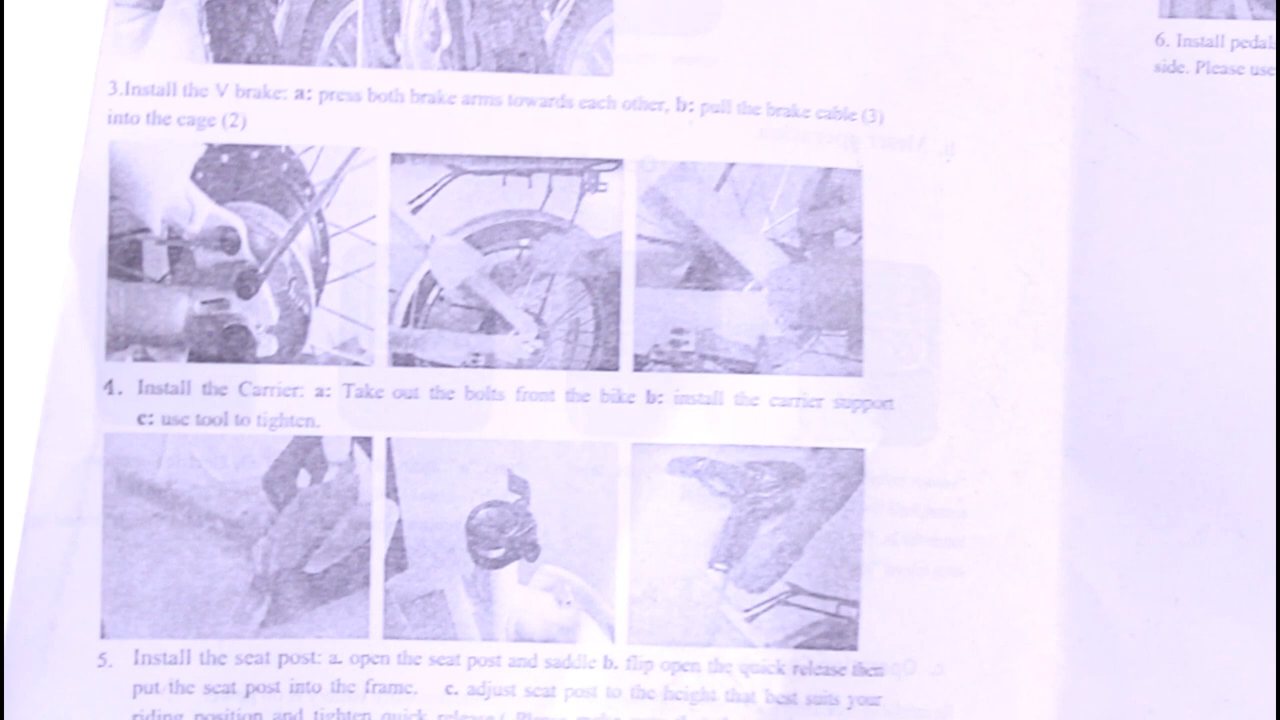 3.Install the V brake: a: press both brake arms towards each other, b: pull the brake cable (3)
into the cage (2)
4. Install the Carrier: a: Take out the bolts front the bike b: install the carrier support
c: use tool to tighten.
5. Install the seat post: a. open the seat post and saddle b. flip open the quick release then
put the seat post into the frame. c. adjust seat post to the height that best suits your
riding position and tighten quick release
6. Install pedals
side. Please use